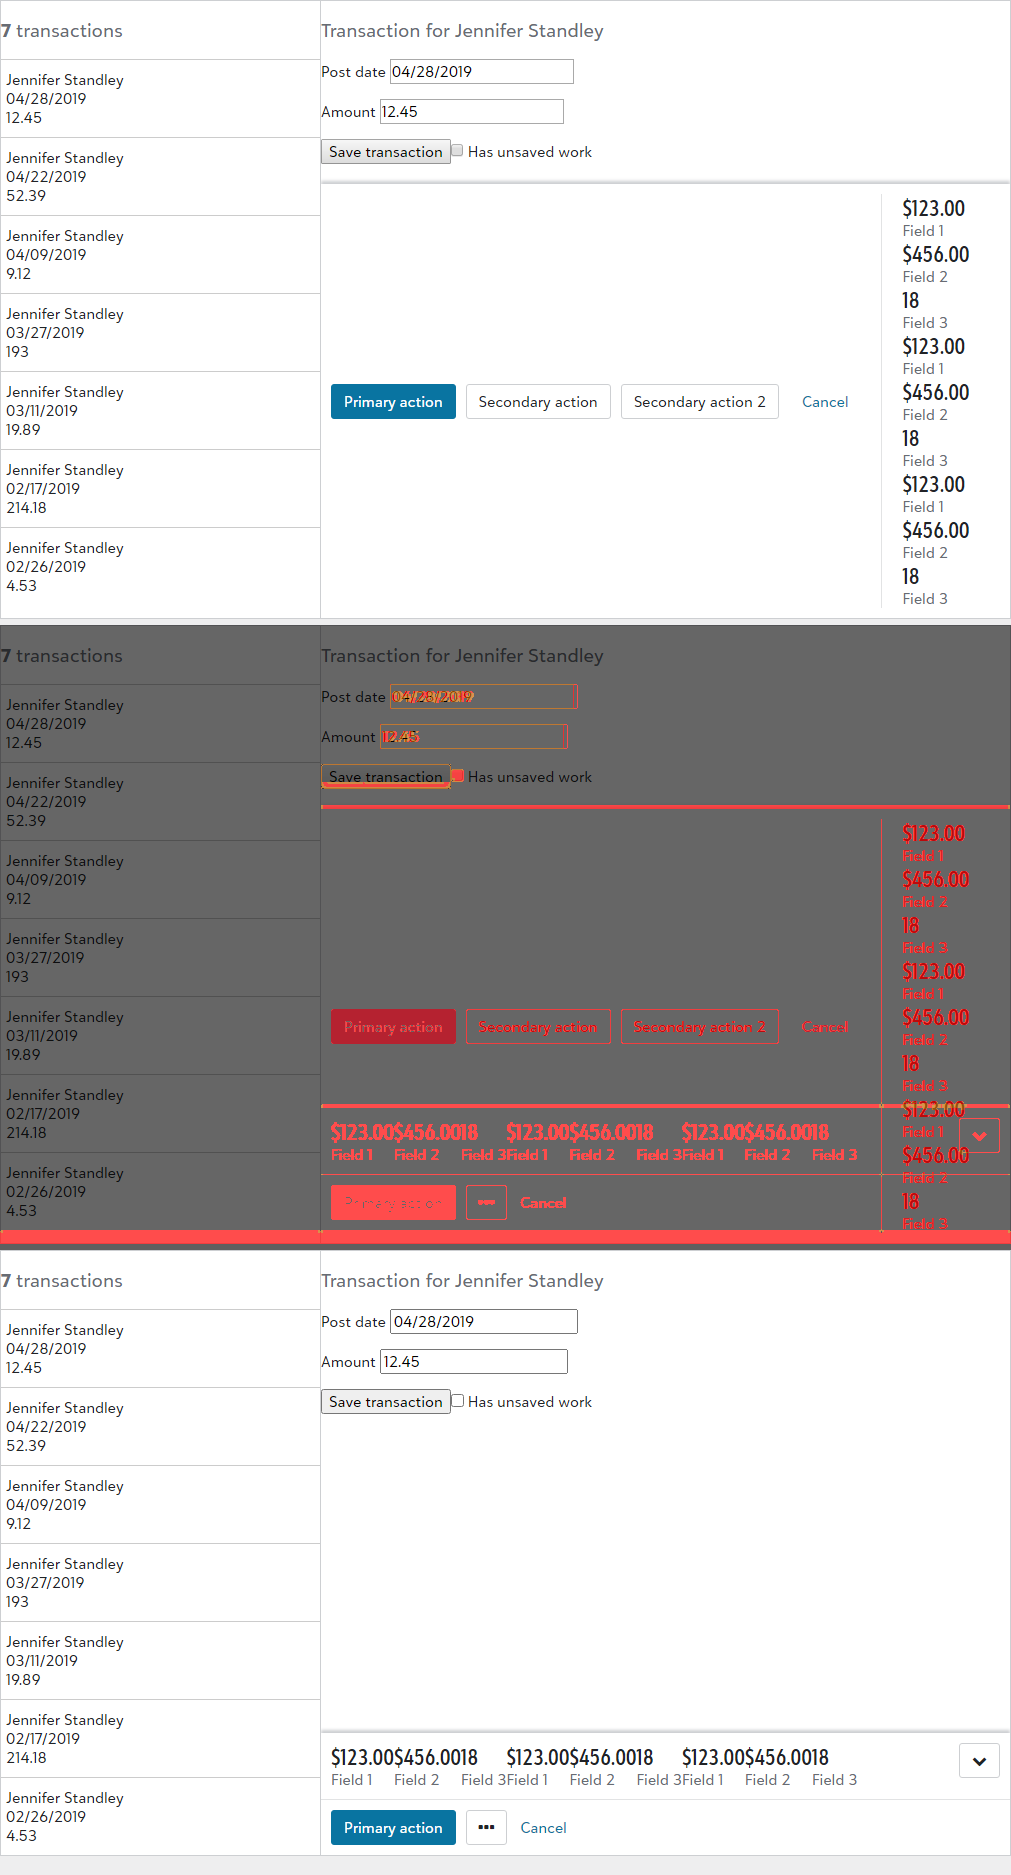 7 transactions
Jennifer Standley
04/28/2019
12.45
Jennifer Standley
04/22/2019
52.39
Jennifer Standley
04/09/2019
9.12
Jennifer Standley
03/27/2019
193
Jennifer Standley
03/11/2019
19.89
Jennifer Standley
02/17/2019
214.18
Jennifer Standley
02/26/2019
4.53
Transaction for Jennifer Standley
Post date 04/28/2019
Amount 12.45
Save transaction Has unsaved work
Primary action Secondary action Secondary action 2 Cancel
$123.00
Field 1
$456.00
Field 2
18
Field 3
$123.00
Field 1
$456.00
Field 2
18
Field 3
$123.00
Field 1
$456.00
Field 2
18
Field 3
7 transactions
Jennifer Standley
04/28/2019
12.45
Jennifer Standley
04/22/2019
52.39
Jennifer Standley
04/09/2019
9.12
Jennifer Standley
03/27/2019
193
Jennifer Standley
03/11/2019
19.89
Jennifer Standley
02/17/2019
214.18
Jennifer Standley
02/26/2019
4.53
Transaction for Jennifer Standley
Post date 04/28/2019
Amount 12.45
Save transaction Has unsaved work
Primary action Secondary action Secondary action 2 Cancel
$123.00
Field 1
$456.00
Field 2
18
Field 3
$123.00
Field 1
$456.00
Field 2
18
Field 3
$123.00
Field 1
$456.00
Field 2
18
Field 3
$123.00$456.0018 $123.00$456.0018 $123.00$456.0018
Field 1 Field 2 Field 3Field 1 Field 2 Field 3Field 1 Field 2 Field 3
Primary action ••• Cancel
7 transactions
Jennifer Standley
04/28/2019
12.45
Jennifer Standley
04/22/2019
52.39
Jennifer Standley
04/09/2019
9.12
Jennifer Standley
03/27/2019
193
Jennifer Standley
03/11/2019
19.89
Jennifer Standley
02/17/2019
214.18
Jennifer Standley
02/26/2019
4.53
Transaction for Jennifer Standley
Post date 04/28/2019
Amount 12.45
Save transaction Has unsaved work
$123.00$456.0018 $123.00$456.0018 $123.00$456.0018
Field 1 Field 2 Field 3Field 1 Field 2 Field 3Field 1 Field 2 Field 3
Primary action ••• Cancel